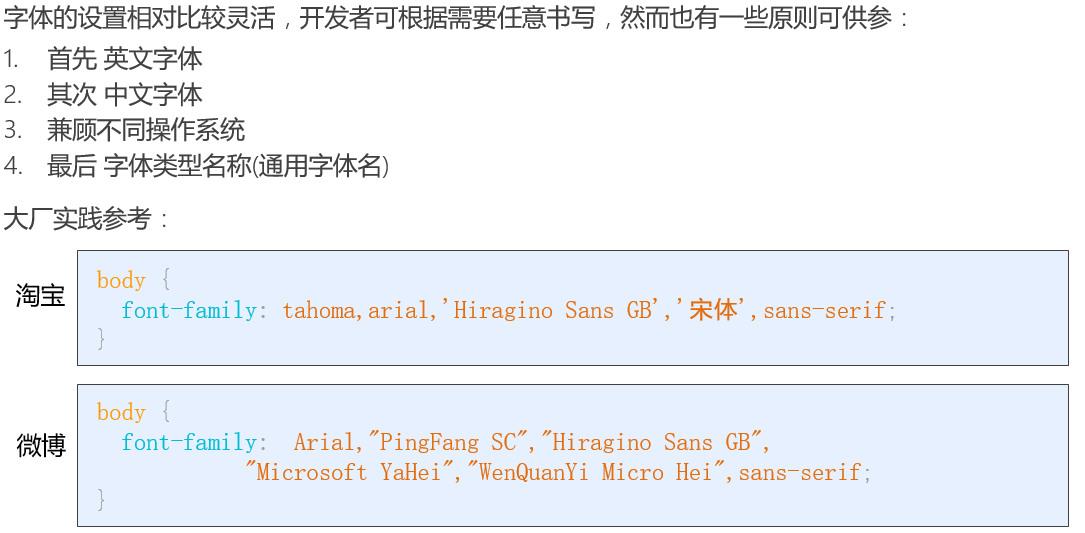 字体的设置相对比较灵活，开发者可根据需要任意书写，然而也有一些原则可供参：
1. 首先 英文字体
2. 其次 中文字体
3. 兼顾不同操作系统
4. 最后 字体类型名称(通用字体名)
大厂实践参考：
淘宝
body {
font-family: tahoma,arial,'Hiragino Sans GB','宋体',sans-serif;
}
微博
body {
font-family:  Arial,"PingFang SC","Hiragino Sans GB",
"Microsoft YaHei","WenQuanYi Micro Hei",sans-serif;
}